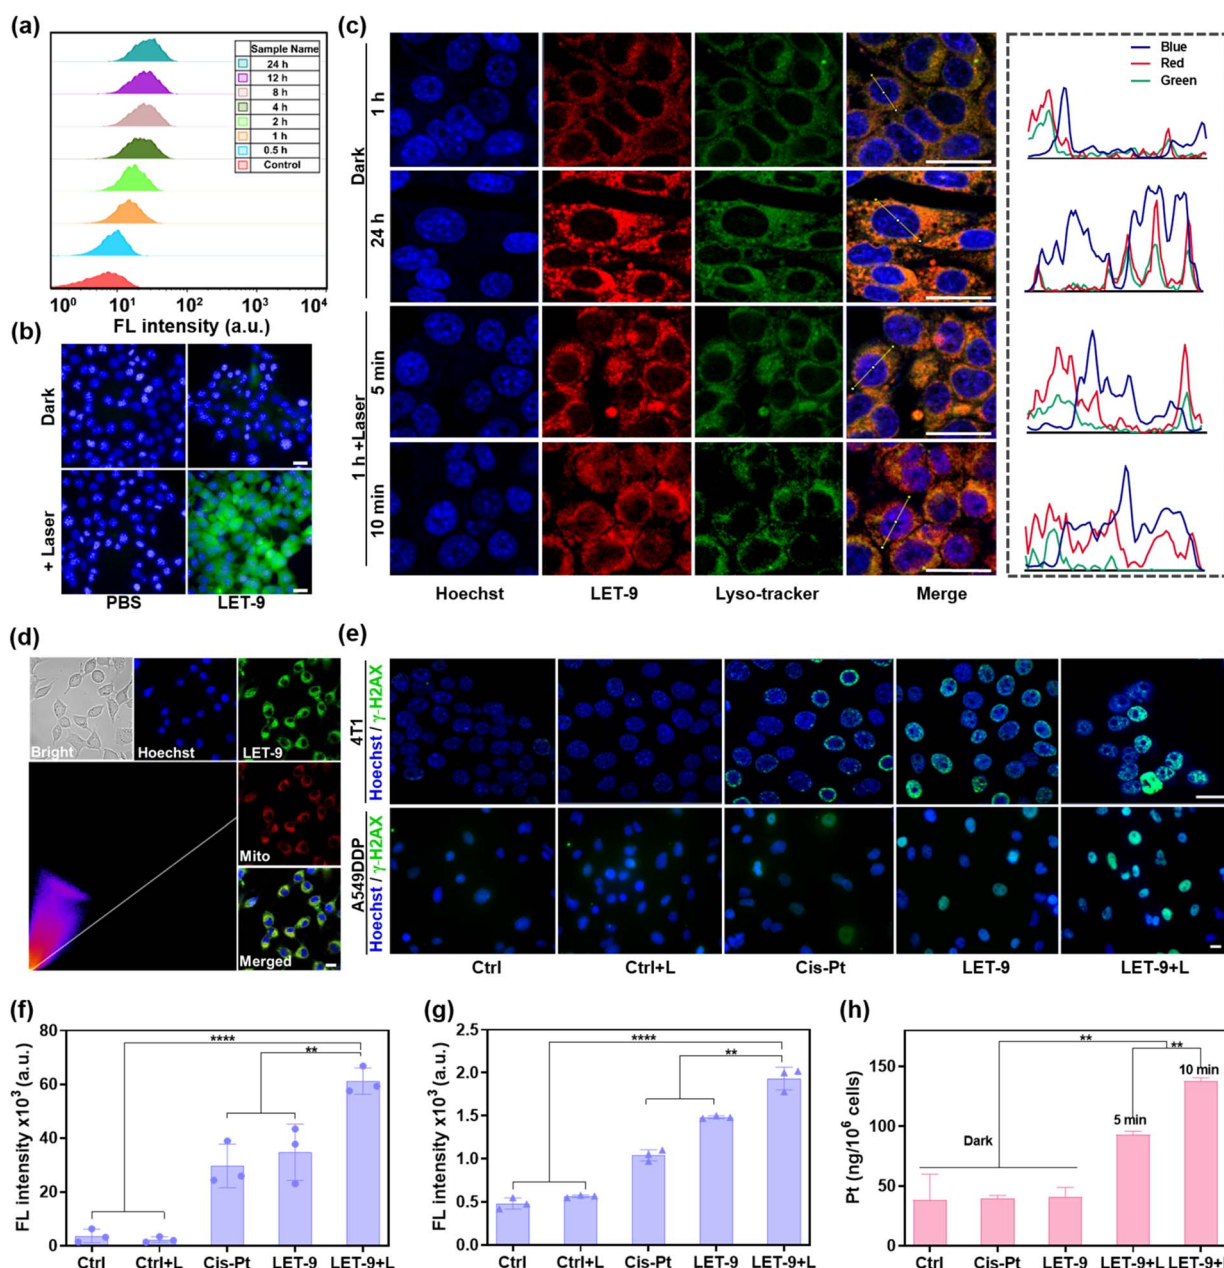 (a)
Sample Name
24 h
12 h
8 h
4 h
2 h
1 h
0.5 h
Control
10⁰ 10¹ 10² 10³ 10⁴
FL intensity (a.u.)
(b)
Dark
+ Laser
PBS LET-9
(c)
Dark
1 h
24 h
1 h +Laser
5 min
10 min
Hoechst LET-9 Lyso-tracker Merge
Blue
Red
Green
(d)
Bright Hoechst LET-9
Mito
Merged
(e)
4T1
Hoechst / γ-H2AX
A549DDP
Hoechst / γ-H2AX
Ctrl Ctrl+L Cis-Pt LET-9 LET-9+L
(f)
FL intensity x10³ (a.u.)
80
60
40
20
0
****
**
Ctrl Ctrl+L Cis-Pt LET-9 LET-9+L
(g)
FL intensity x10³ (a.u.)
2.5
2.0
1.5
1.0
0.5
0.0
****
**
Ctrl Ctrl+L Cis-Pt LET-9 LET-9+L
(h)
Pt (ng/10⁶ cells)
150
100
50
0
**
**
10 min
5 min
Dark
Ctrl Cis-Pt LET-9 LET-9+L